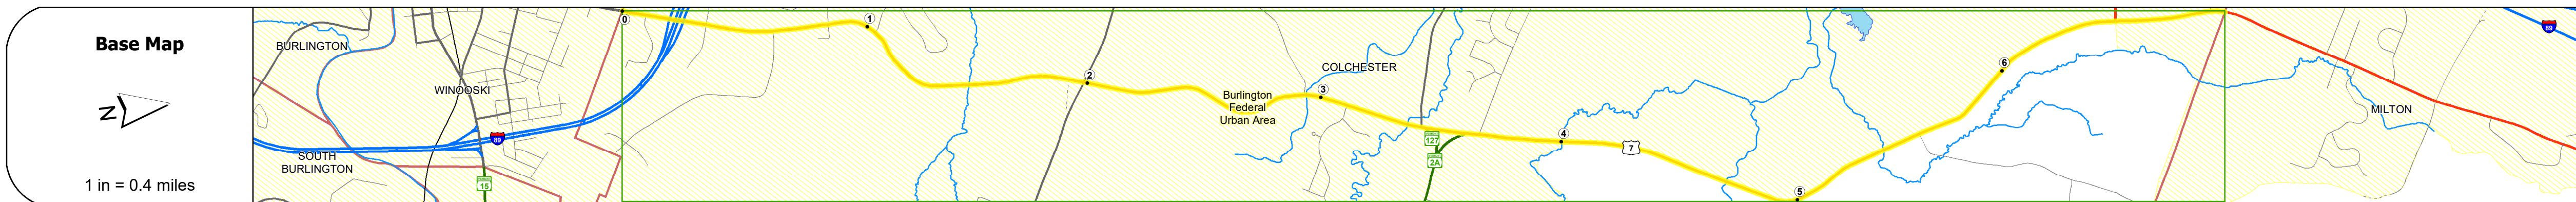 Base Map
N
1 in = 0.4 miles
BURLINGTON
WINOOSKI
SOUTH
BURLINGTON
89
15
0
1
2
Burlington
Federal
Urban Area
COLCHESTER
3
127
2A
4
7
5
6
MILTON
89